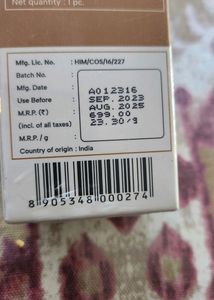 Net quantity : 1 pc.
Mfg. Lic. No. : HIM/COS/16/227
Batch No. A012316
Mfg. Date SEP. 2023
Use Before AUG. 2025
M.R.P. (₹) 699.00
(incl. of all taxes) 23.30/g
M.R.P. / g :
Country of origin : India
8 905348 000274